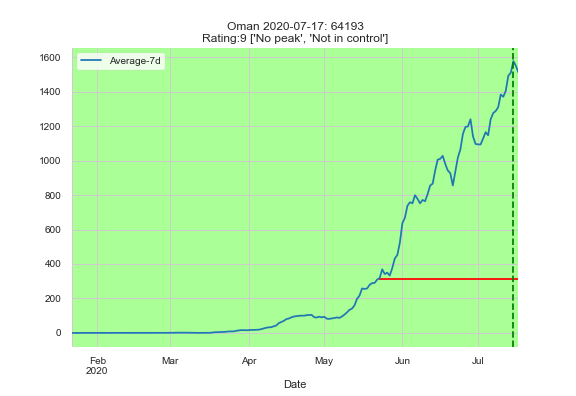 Oman 2020-07-17: 64193
Rating:9 ['No peak', 'Not in control']
Average-7d
1600
1400
1200
1000
800
600
400
200
0
Feb Mar Apr May Jun Jul
2020
Date